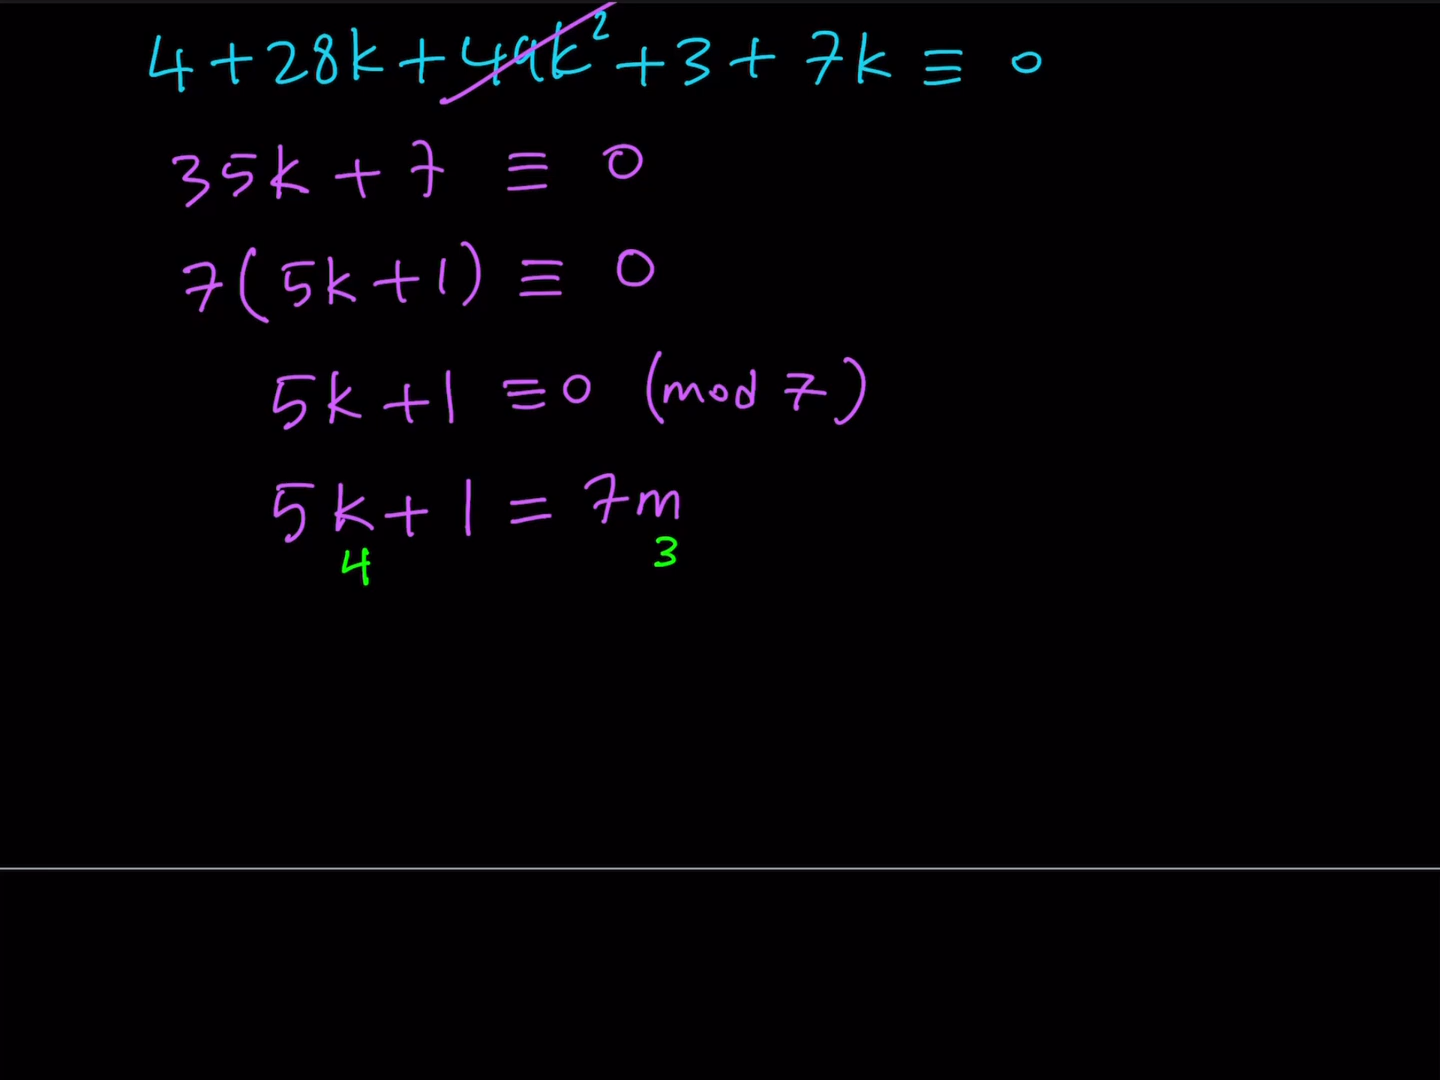 4 + 28k + 49k² + 3 + 7k ≡ 0
35k + 7 ≡ 0
7(5k + 1) ≡ 0
5k + 1 ≡ 0 (mod 7)
5k + 1 = 7m
4 3